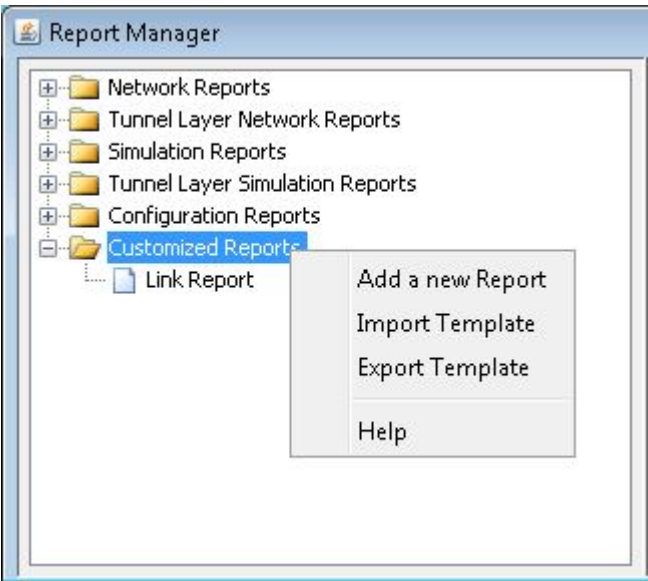 Report Manager
Network Reports
Tunnel Layer Network Reports
Simulation Reports
Tunnel Layer Simulation Reports
Configuration Reports
Customized Reports
Link Report
Add a new Report
Import Template
Export Template
Help